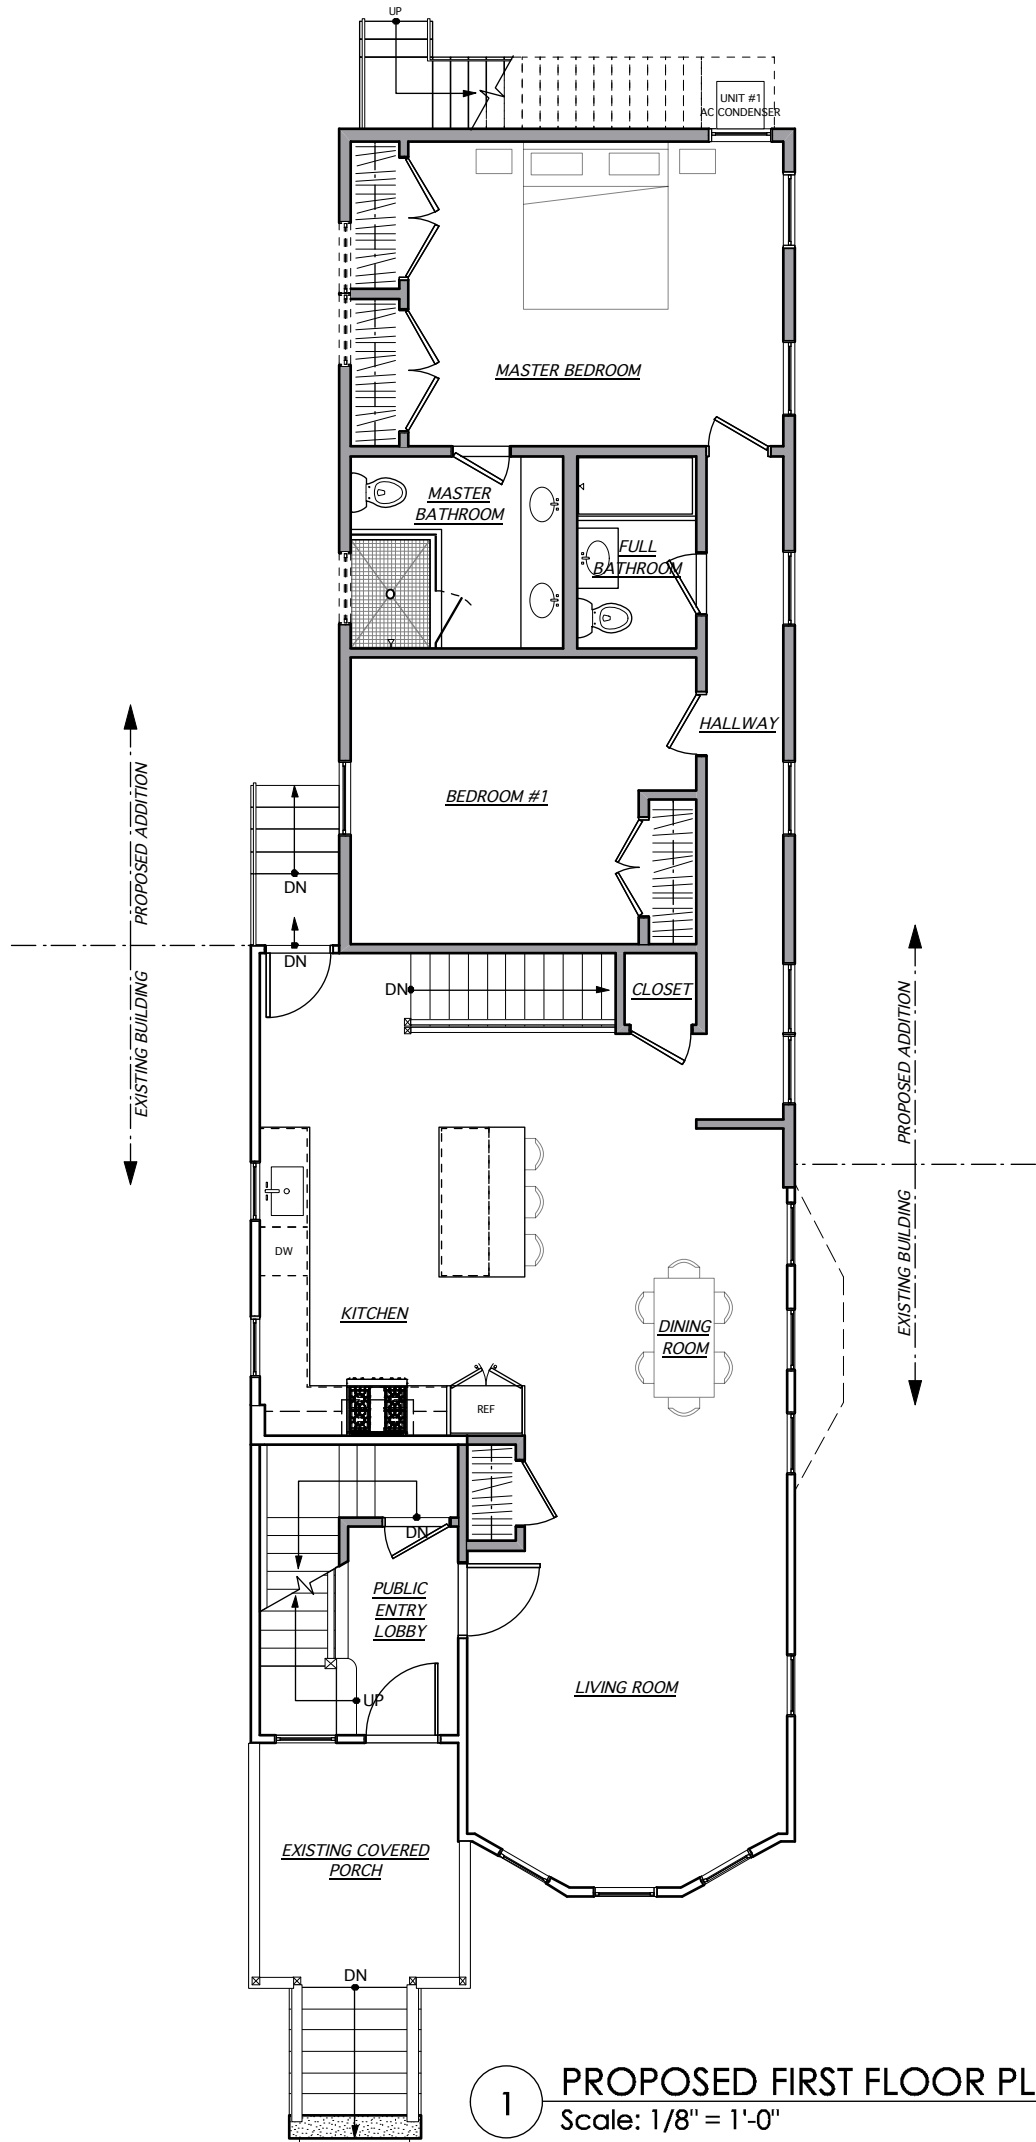 UP
UNIT #1
AC CONDENSER
MASTER BEDROOM
MASTER
BATHROOM
FULL
BATHROOM
HALLWAY
BEDROOM #1
PROPOSED ADDITION
EXISTING BUILDING
DN
DN
DN
CLOSET
PROPOSED ADDITION
EXISTING BUILDING
DW
KITCHEN
DINING
ROOM
REF
DN
PUBLIC
ENTRY
LOBBY
UP
LIVING ROOM
EXISTING COVERED
PORCH
DN
1
PROPOSED FIRST FLOOR PL
Scale: 1/8" = 1'-0"